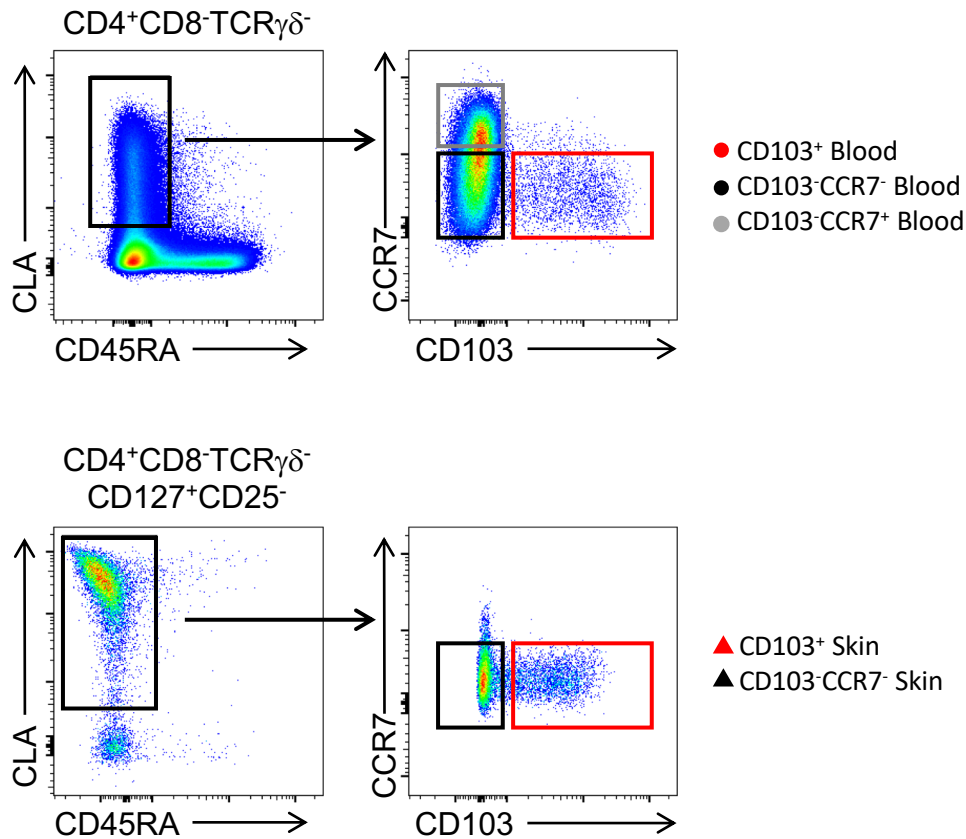 CD4⁺CD8⁻TCRγδ⁻
CLA
CD45RA
CCR7
CD103
CD103⁺ Blood
CD103⁻CCR7⁻ Blood
CD103⁻CCR7⁺ Blood
CD4⁺CD8⁻TCRγδ⁻
CD127⁺CD25⁻
CLA
CD45RA
CCR7
CD103
CD103⁺ Skin
CD103⁻CCR7⁻ Skin